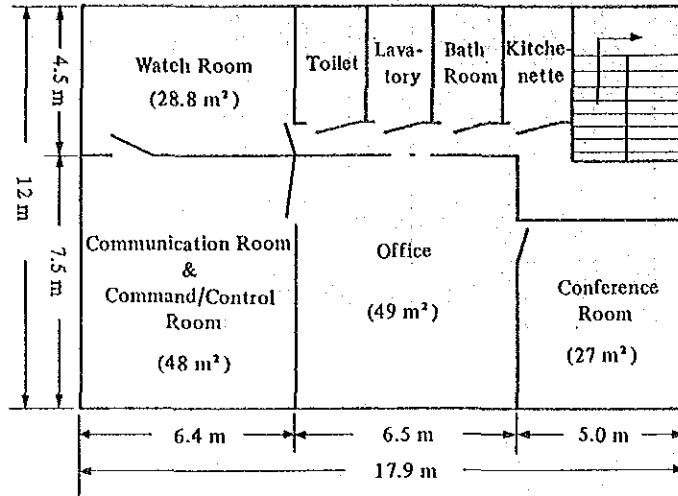 Watch Room
(28.8 m²)
Toilet
Lava-
tory
Bath
Room
Kitche-
nette
4.5 m
12 m
7.5 m
Communication Room
&
Command/Control
Room
(48 m²)
Office
(49 m²)
Conference
Room
(27 m²)
6.4 m
6.5 m
5.0 m
17.9 m